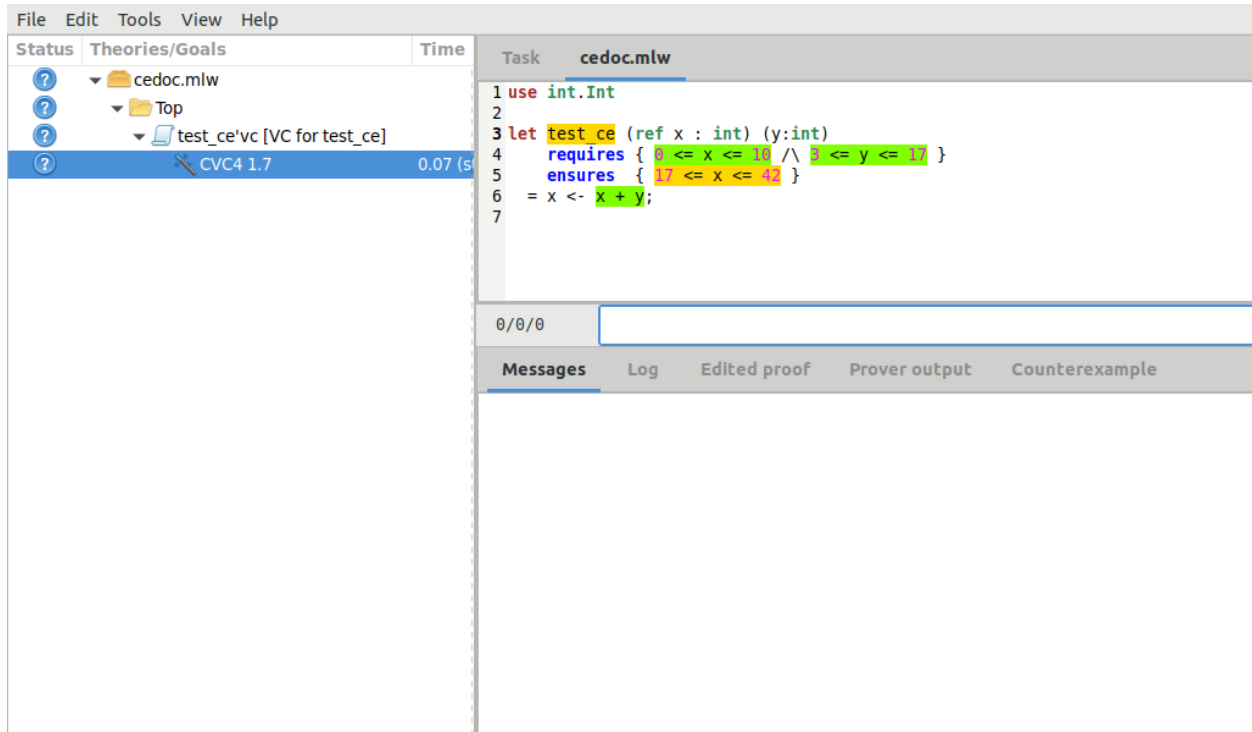 File Edit Tools View Help
Status Theories/Goals Time
cedoc.mlw
Top
test_ce'vc [VC for test_ce]
CVC4 1.7 0.07 (s
Task cedoc.mlw
1 use int.Int
2
3 let test_ce (ref x : int) (y:int)
4 requires { 0 <= x <= 10 /\ 3 <= y <= 17 }
5 ensures { 17 <= x <= 42 }
6 = x <- x + y;
7
0/0/0
Messages Log Edited proof Prover output Counterexample